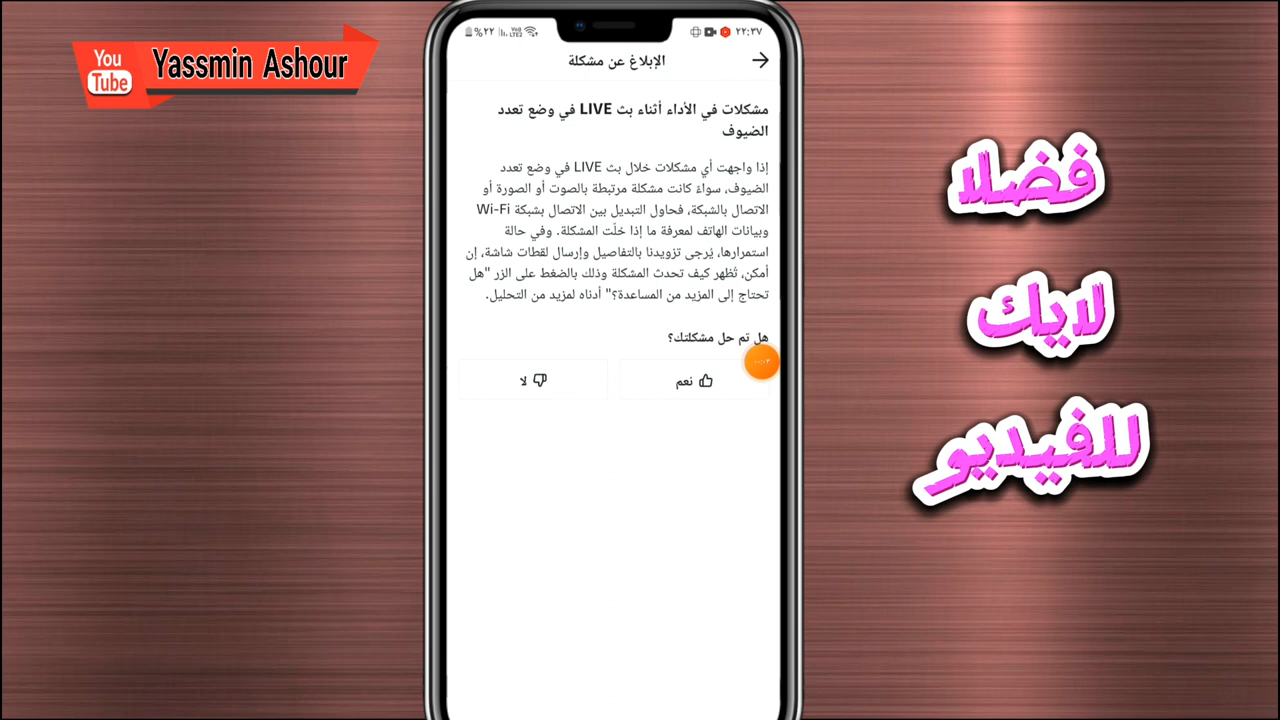 You
Tube
Yassmin Ashour
٪٢٢
٢٢:٣٧
الإبلاغ عن مشكلة
مشكلات في الأداء أثناء بث LIVE في وضع تعدد
الضيوف
إذا واجهت أي مشكلات خلال بث LIVE في وضع تعدد
الضيوف، سواءً كانت مشكلة مرتبطة بالصوت أو الصورة أو
الاتصال بالشبكة، فحاول التبديل بين الاتصال بشبكة Wi-Fi
وبيانات الهاتف لمعرفة ما إذا حُلّت المشكلة. وفي حالة
استمرارها، يُرجى تزويدنا بالتفاصيل وإرسال لقطات شاشة، إن
أمكن، تُظهر كيف تحدث المشكلة وذلك بالضغط على الزر "هل
تحتاج إلى المزيد من المساعدة؟" أدناه لمزيد من التحليل.
هل تم حل مشكلتك؟
نعم
لا
فضلا
لايك
للفيديو